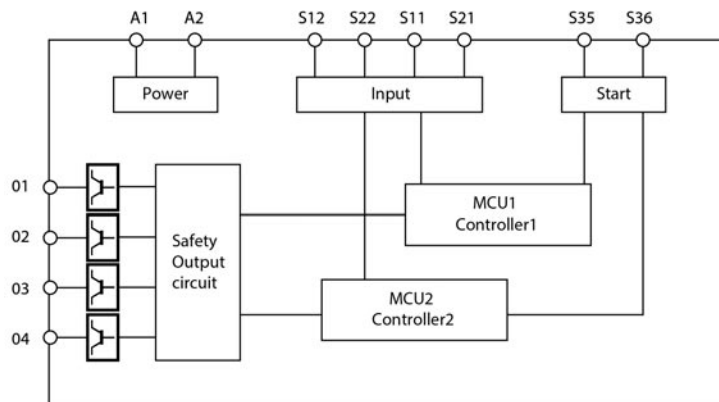 A1 A2 S12 S22 S11 S21 S35 S36
Power Input Start
01
02
03
04
Safety
Output
circuit
MCU1
Controller1
MCU2
Controller2